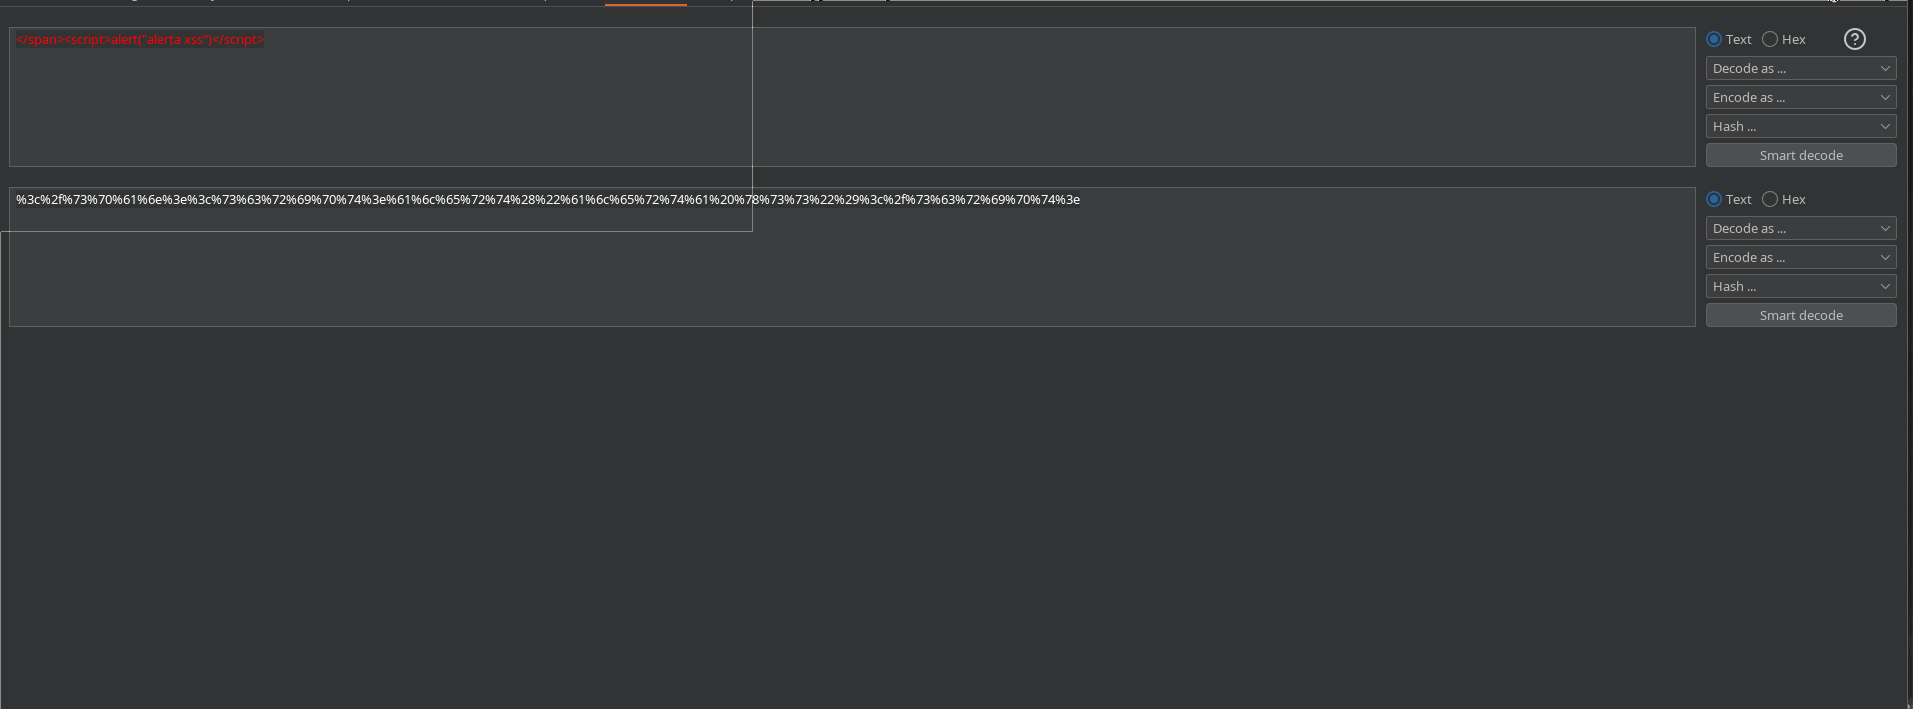 </span><script>alert("alerta xss")</script>
Text
Hex
?
Decode as ...
Encode as ...
Hash ...
Smart decode
%3c%2f%73%70%61%6e%3e%3c%73%63%72%69%70%74%3e%61%6c%65%72%74%28%22%61%6c%65%72%74%61%20%78%73%73%22%29%3c%2f%73%63%72%69%70%74%3e
Text
Hex
Decode as ...
Encode as ...
Hash ...
Smart decode